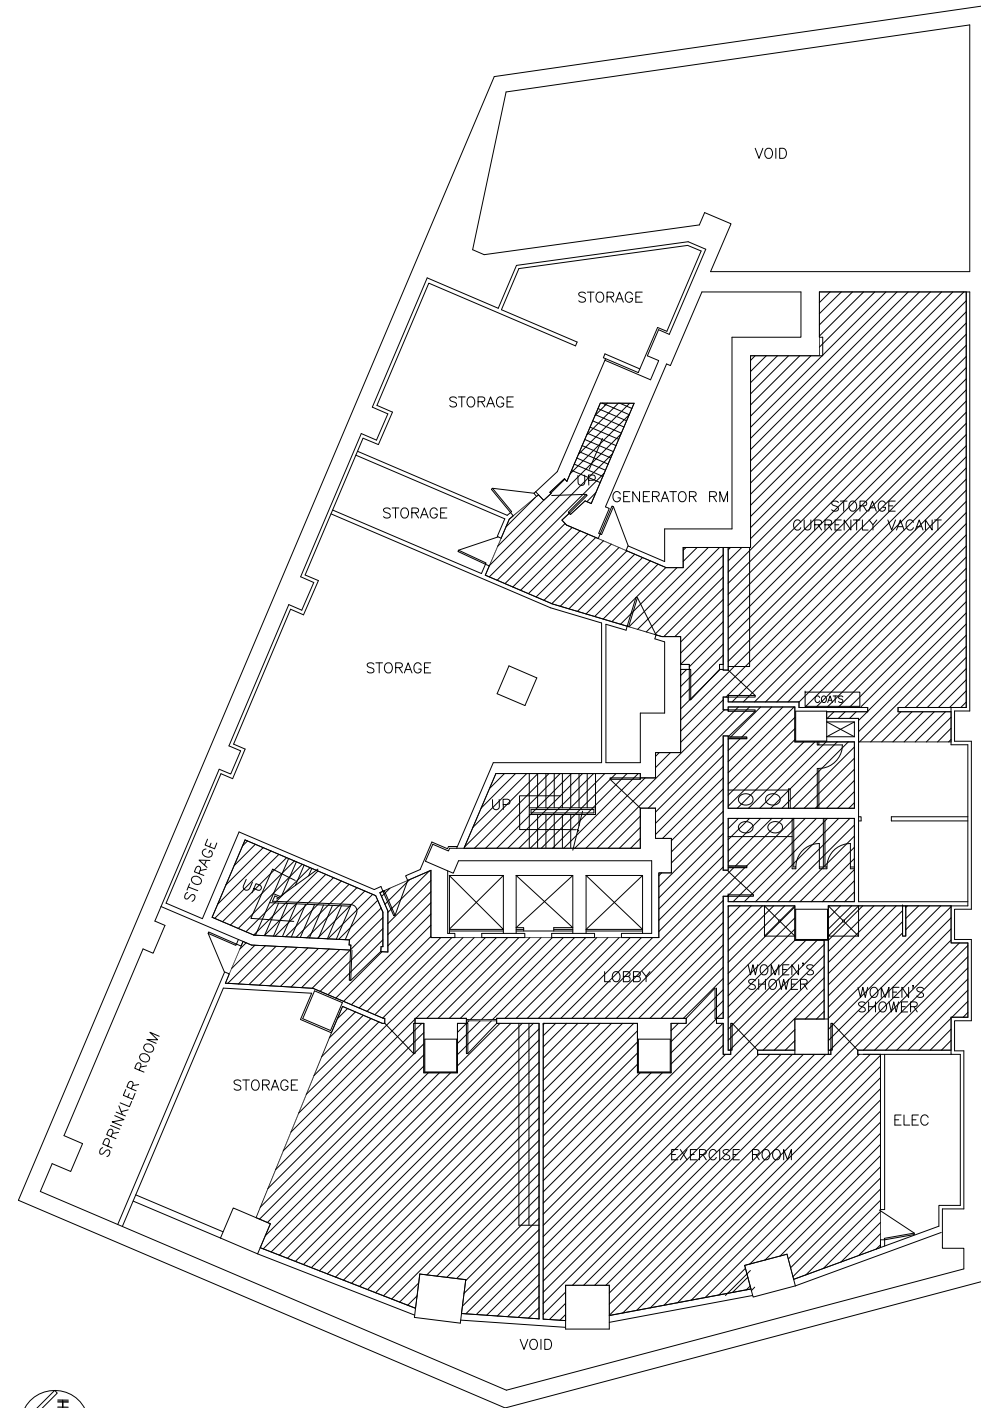 VOID
STORAGE
STORAGE
UP
GENERATOR RM
STORAGE
STORAGE
CURRENTLY VACANT
STORAGE
COATS
UP
STORAGE
UP
LOBBY
WOMEN'S
SHOWER
WOMEN'S
SHOWER
SPRINKLER ROOM
STORAGE
ELEC
EXERCISE ROOM
VOID